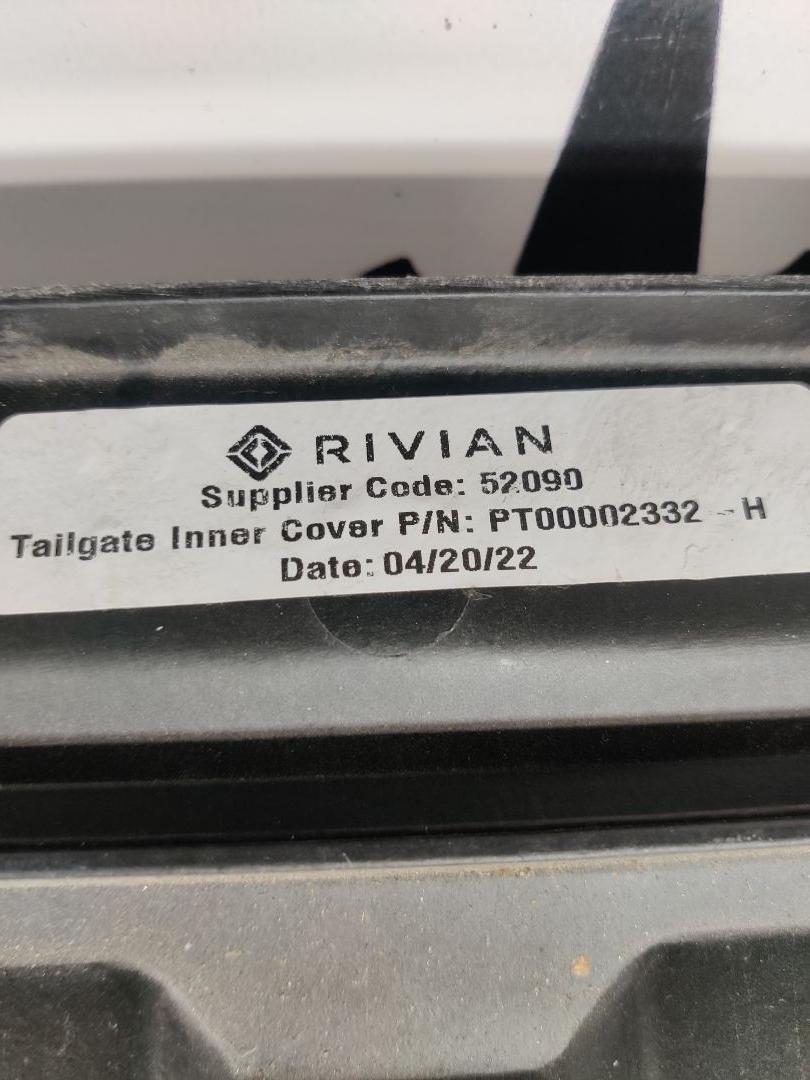 RIVIAN
Supplier Code: 52090
Tailgate Inner Cover P/N: PT00002332 -H
Date: 04/20/22